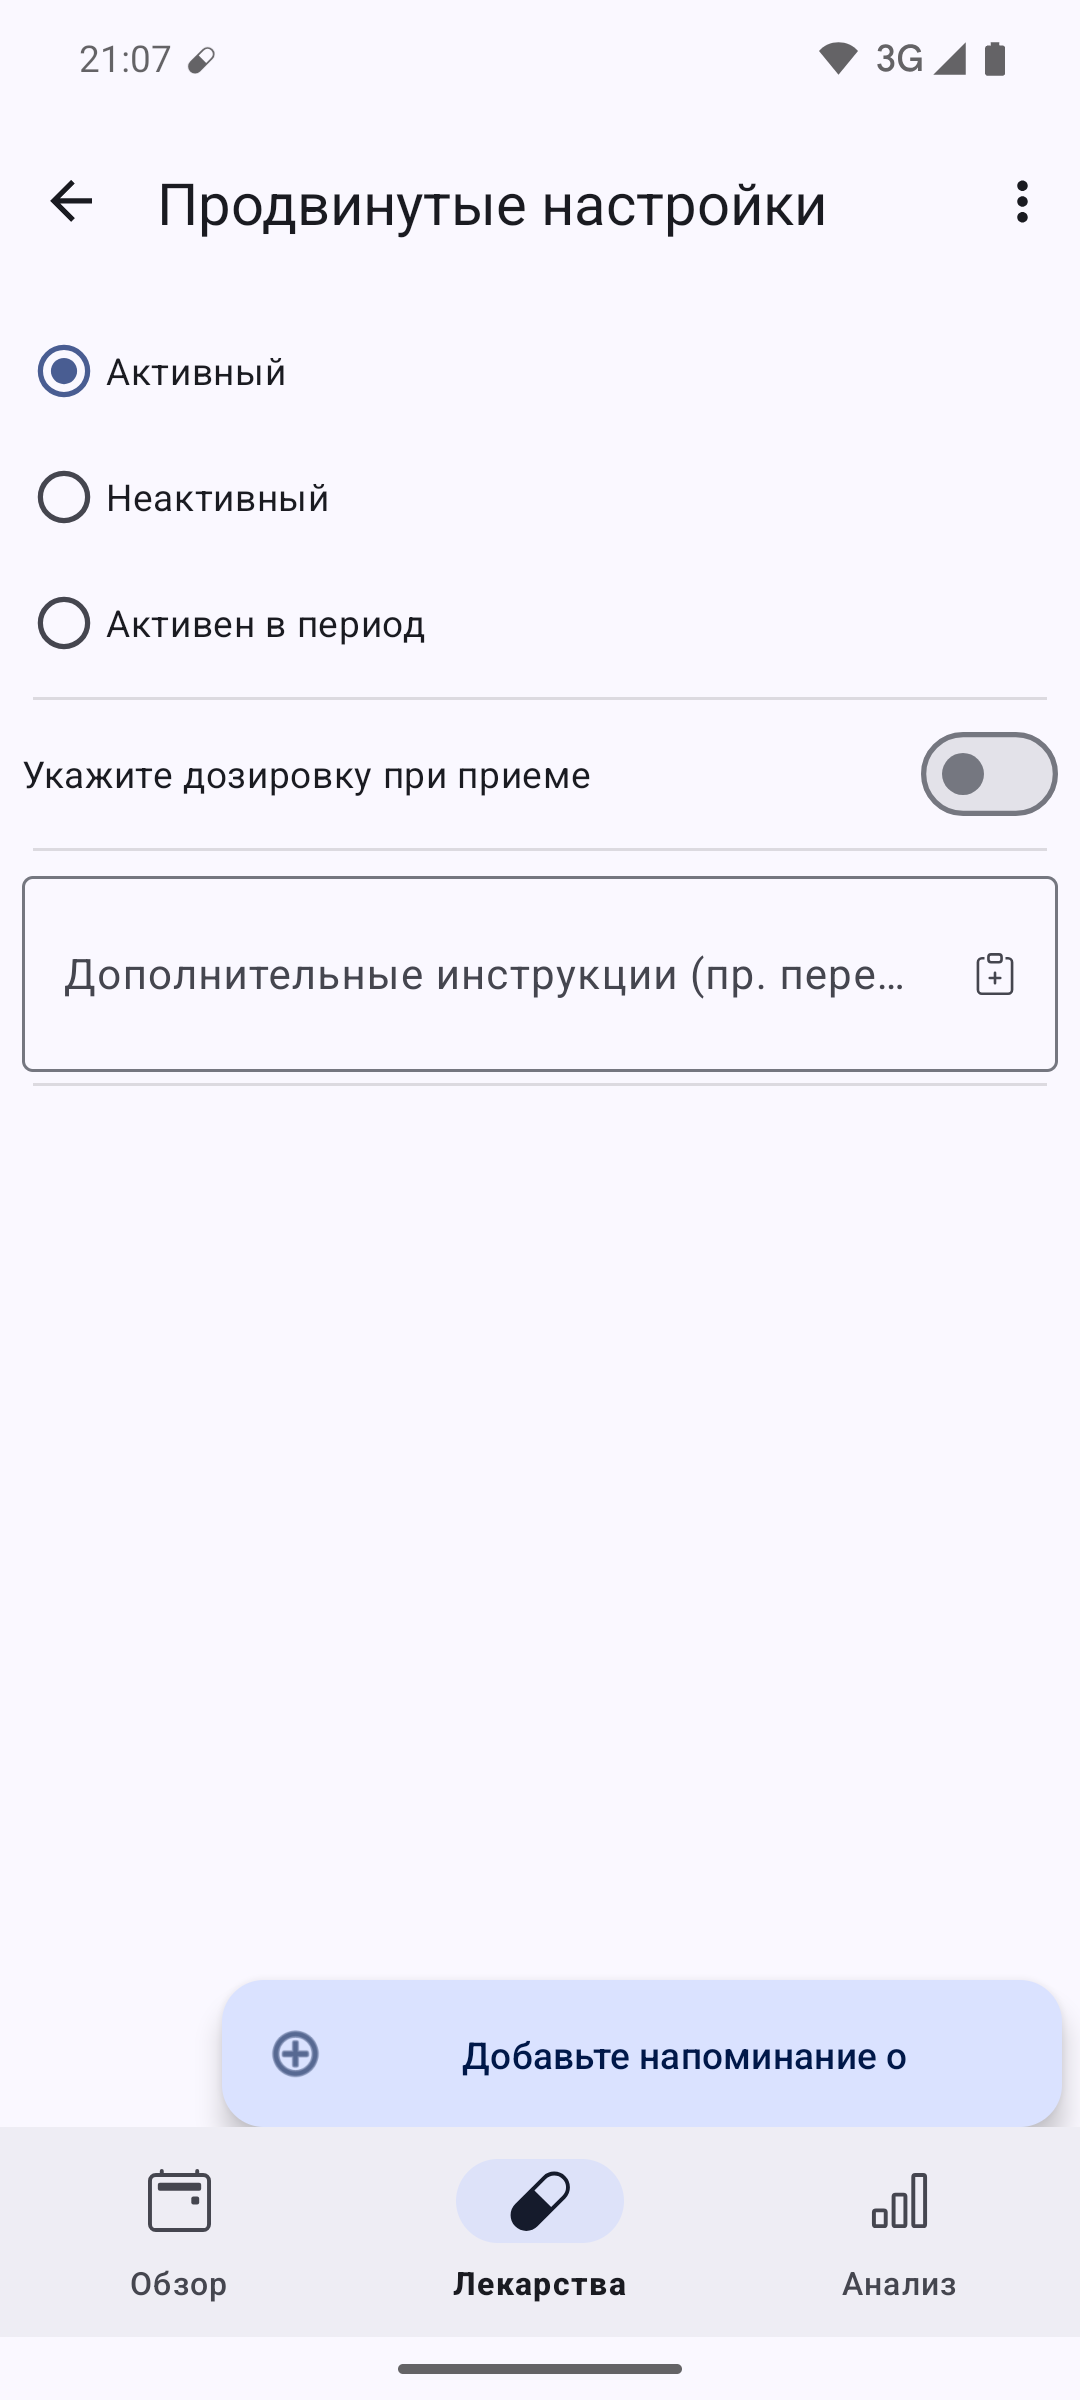 21:07
3G
Продвинутые настройки
Активный
Неактивный
Активен в период
Укажите дозировку при приеме
Дополнительные инструкции (пр. пере…
Добавьте напоминание о
Обзор
Лекарства
Анализ